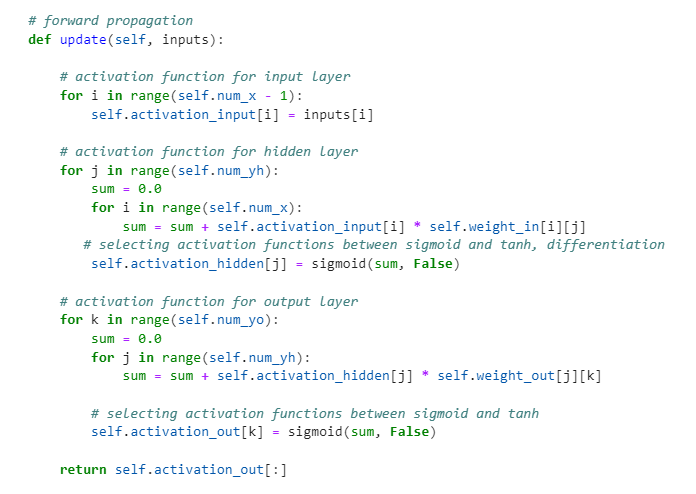 # forward propagation
def update(self, inputs):
    # activation function for input layer
    for i in range(self.num_x - 1):
        self.activation_input[i] = inputs[i]
    # activation function for hidden layer
    for j in range(self.num_yh):
        sum = 0.0
        for i in range(self.num_x):
            sum = sum + self.activation_input[i] * self.weight_in[i][j]
       # selecting activation functions between sigmoid and tanh, differentiation
        self.activation_hidden[j] = sigmoid(sum, False)
    # activation function for output layer
    for k in range(self.num_yo):
        sum = 0.0
        for j in range(self.num_yh):
            sum = sum + self.activation_hidden[j] * self.weight_out[j][k]
        # selecting activation functions between sigmoid and tanh
        self.activation_out[k] = sigmoid(sum, False)
    return self.activation_out[:]